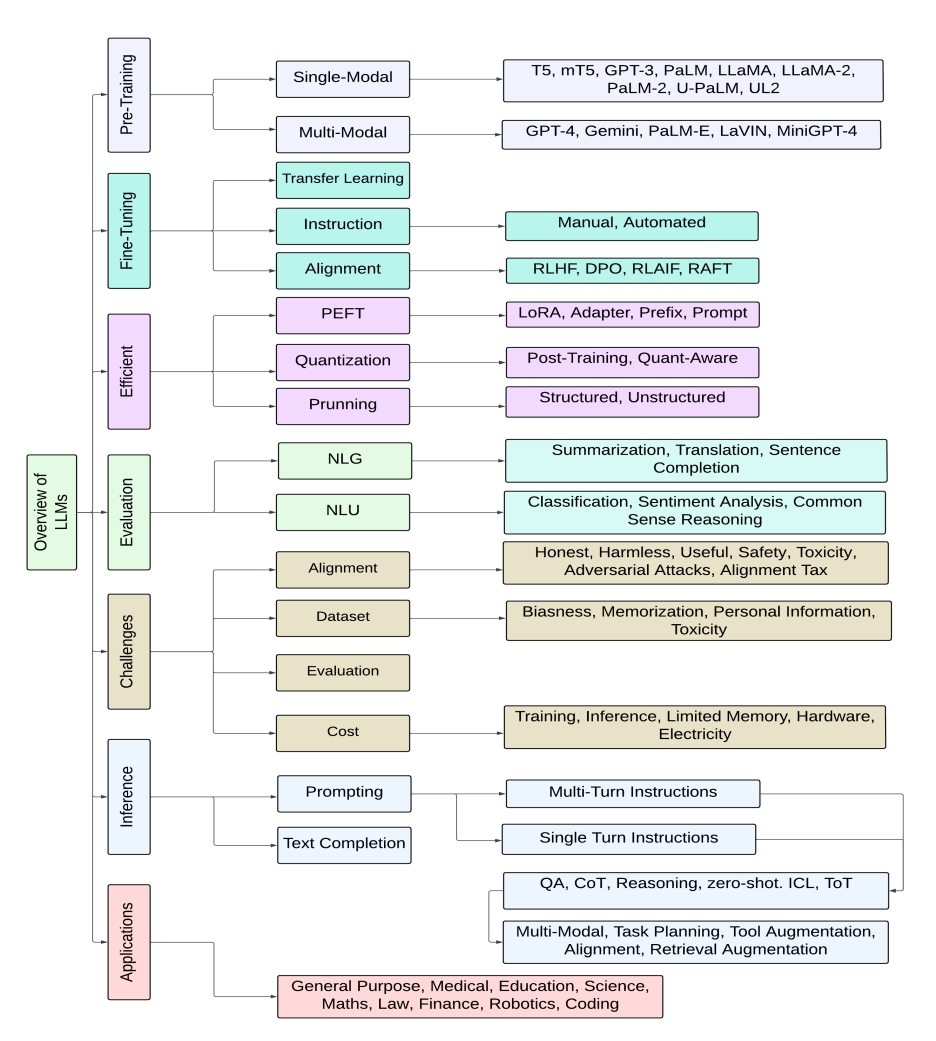 Overview of
LLMs
Pre-Training
Single-Modal
T5, mT5, GPT-3, PaLM, LLaMA, LLaMA-2,
PaLM-2, U-PaLM, UL2
Multi-Modal
GPT-4, Gemini, PaLM-E, LaVIN, MiniGPT-4
Fine-Tuning
Transfer Learning
Instruction
Manual, Automated
Alignment
RLHF, DPO, RLAIF, RAFT
Efficient
PEFT
LoRA, Adapter, Prefix, Prompt
Quantization
Post-Training, Quant-Aware
Prunning
Structured, Unstructured
Evaluation
NLG
Summarization, Translation, Sentence
Completion
NLU
Classification, Sentiment Analysis, Common
Sense Reasoning
Challenges
Alignment
Honest, Harmless, Useful, Safety, Toxicity,
Adversarial Attacks, Alignment Tax
Dataset
Biasness, Memorization, Personal Information,
Toxicity
Evaluation
Cost
Training, Inference, Limited Memory, Hardware,
Electricity
Inference
Prompting
Multi-Turn Instructions
Single Turn Instructions
Text Completion
QA, CoT, Reasoning, zero-shot. ICL, ToT
Multi-Modal, Task Planning, Tool Augmentation,
Alignment, Retrieval Augmentation
Applications
General Purpose, Medical, Education, Science,
Maths, Law, Finance, Robotics, Coding